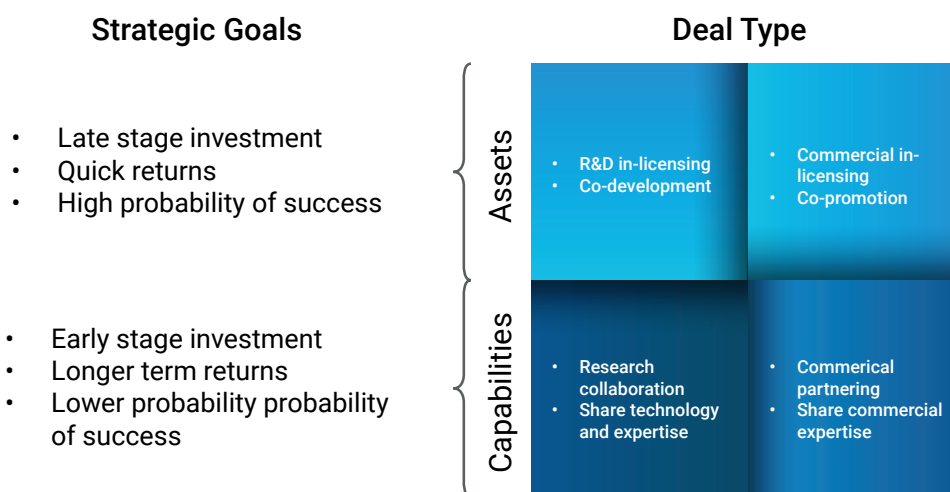 Strategic Goals
Deal Type
• Late stage investment
• Quick returns
• High probability of success
Assets
• R&D in-licensing
• Co-development
• Commercial in-
licensing
• Co-promotion
• Early stage investment
• Longer term returns
• Lower probability probability
of success
Capabilities
• Research
collaboration
• Share technology
and expertise
• Commerical
partnering
• Share commercial
expertise